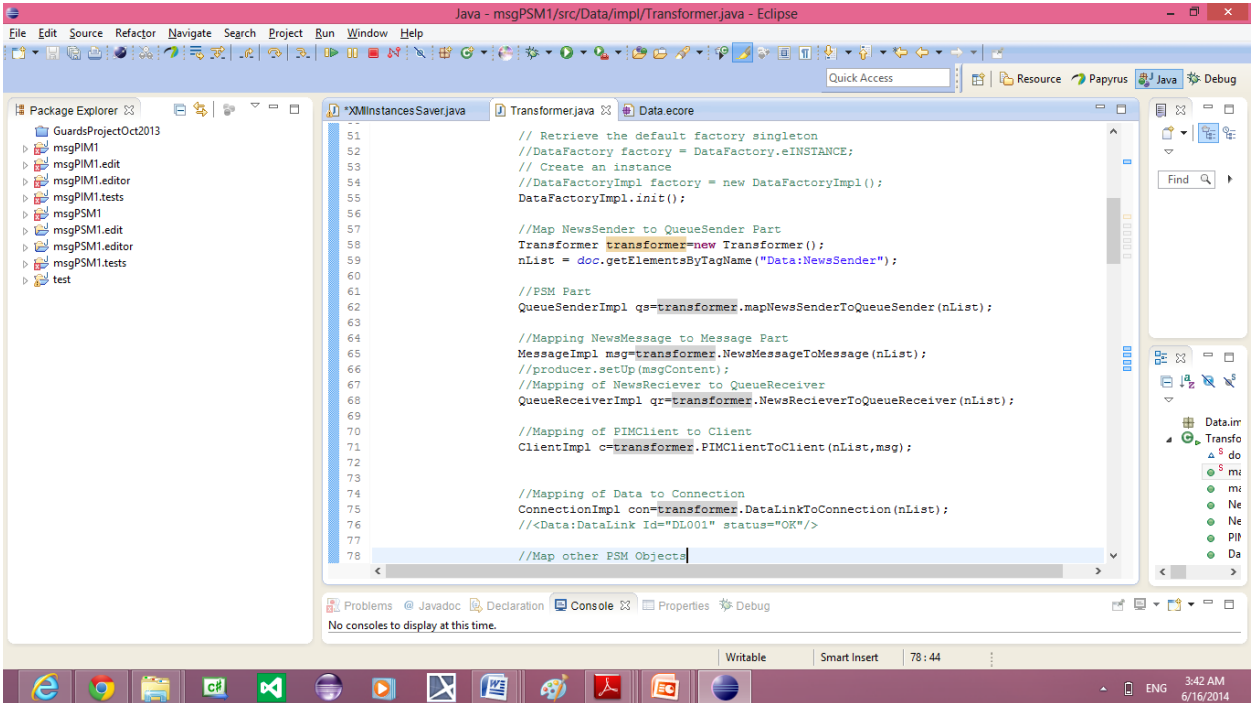 Java - msgPSM1/src/Data/impl/Transformer.java - Eclipse
File Edit Source Refactor Navigate Search Project Run Window Help
Quick Access
Resource Papyrus Java Debug
Package Explorer
GuardsProjectOct2013
msgPIM1
msgPIM1.edit
msgPIM1.editor
msgPIM1.tests
msgPSM1
msgPSM1.edit
msgPSM1.editor
msgPSM1.tests
test
*XMIInstancesSaver.java Transformer.java Data.ecore
51 // Retrieve the default factory singleton
52 //DataFactory factory = DataFactory.eINSTANCE;
53 // Create an instance
54 //DataFactoryImpl factory = new DataFactoryImpl();
55 DataFactoryImpl.init();
56
57 //Map NewsSender to QueueSender Part
58 Transformer transformer=new Transformer();
59 nList = doc.getElementsByTagName("Data:NewsSender");
60
61 //PSM Part
62 QueueSenderImpl qs=transformer.mapNewsSenderToQueueSender(nList);
63
64 //Mapping NewsMessage to Message Part
65 MessageImpl msg=transformer.NewsMessageToMessage(nList);
66 //producer.setUp(msgContent);
67 //Mapping of NewsReciever to QueueReceiver
68 QueueReceiverImpl qr=transformer.NewsRecieverToQueueReceiver(nList);
69
70 //Mapping of PIMClient to Client
71 ClientImpl c=transformer.PIMClientToClient(nList,msg);
72
73
74 //Mapping of Data to Connection
75 ConnectionImpl con=transformer.DataLinkToConnection(nList);
76 //<Data:DataLink Id="DL001" status="OK"/>
77
78 //Map other PSM Objects
Find
Data.im
Transfo
S do
S ma
ma
Ne
Ne
PIM
Da
Problems @ Javadoc Declaration Console Properties Debug
No consoles to display at this time.
Writable Smart Insert 78 : 44
C#
ENG
3:42 AM
6/16/2014